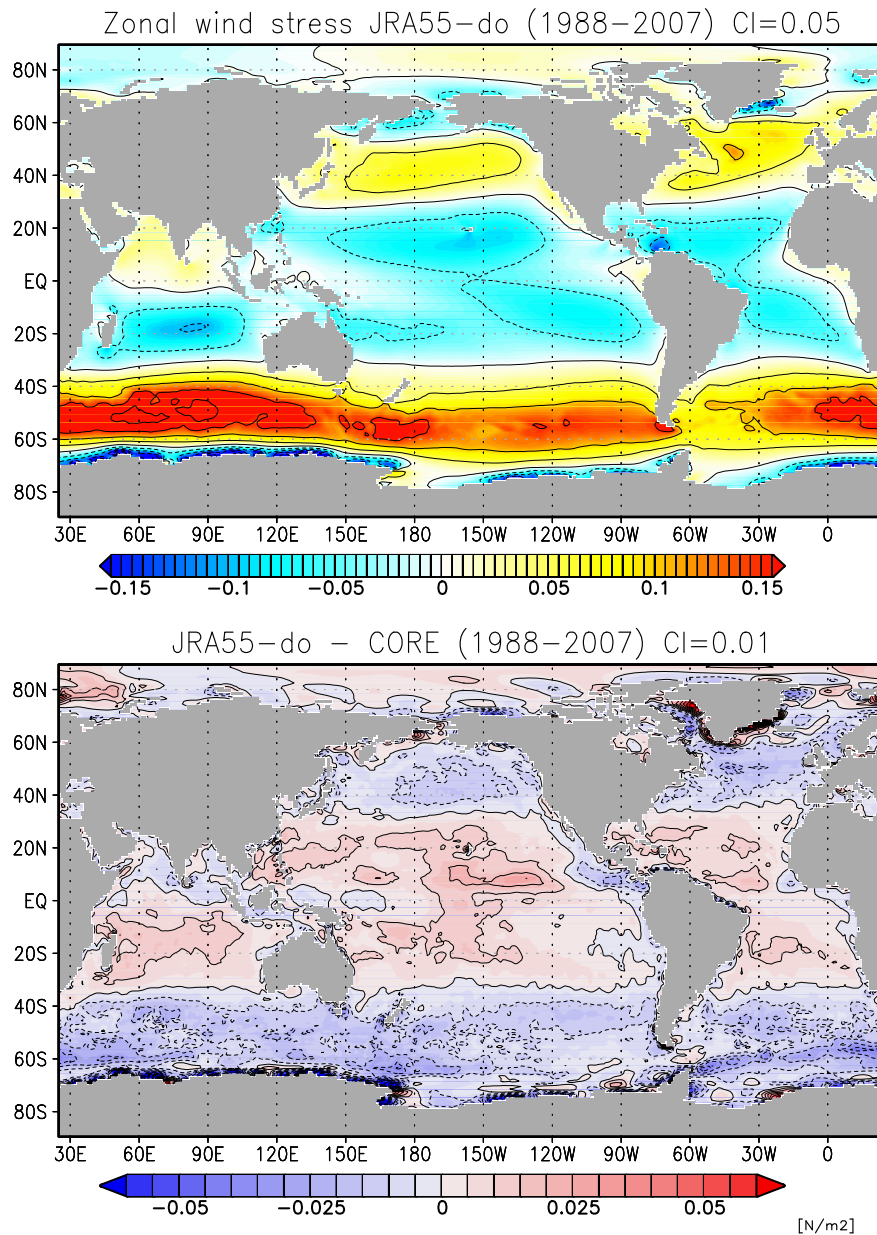 Zonal wind stress JRA55−do (1988−2007) CI=0.05
80N
60N
40N
20N
EQ
20S
40S
60S
80S
30E 60E 90E 120E 150E 180 150W 120W 90W 60W 30W 0
−0.15 −0.1 −0.05 0 0.05 0.1 0.15
JRA55−do − CORE (1988−2007) CI=0.01
80N
60N
40N
20N
EQ
20S
40S
60S
80S
30E 60E 90E 120E 150E 180 150W 120W 90W 60W 30W 0
−0.05 −0.025 0 0.025 0.05
[N/m2]